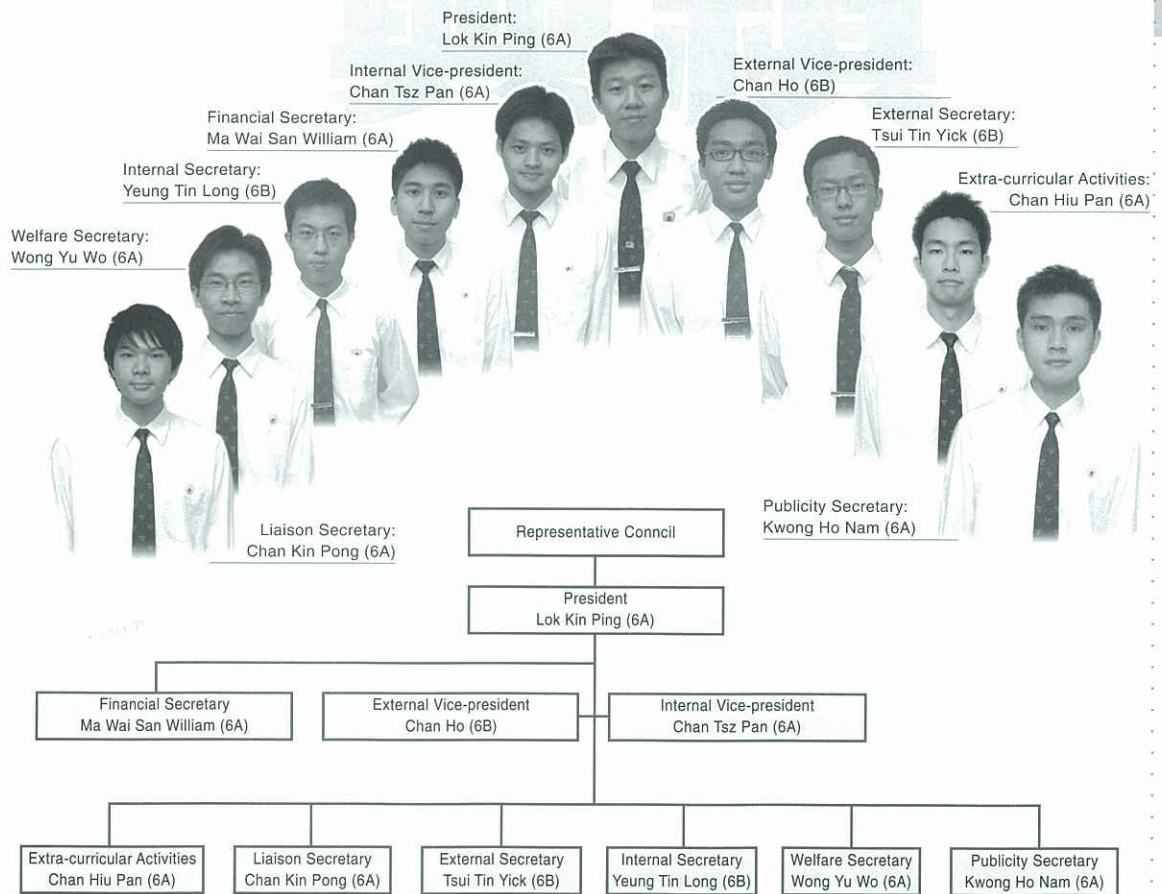 President:
Lok Kin Ping (6A)
Internal Vice-president:
Chan Tsz Pan (6A)
External Vice-president:
Chan Ho (6B)
Financial Secretary:
Ma Wai San William (6A)
External Secretary:
Tsui Tin Yick (6B)
Internal Secretary:
Yeung Tin Long (6B)
Extra-curricular Activities:
Chan Hiu Pan (6A)
Welfare Secretary:
Wong Yu Wo (6A)
Liaison Secretary:
Chan Kin Pong (6A)
Publicity Secretary:
Kwong Ho Nam (6A)
Representative Conncil
President
Lok Kin Ping (6A)
Financial Secretary
Ma Wai San William (6A)
External Vice-president
Chan Ho (6B)
Internal Vice-president
Chan Tsz Pan (6A)
Extra-curricular Activities
Chan Hiu Pan (6A)
Liaison Secretary
Chan Kin Pong (6A)
External Secretary
Tsui Tin Yick (6B)
Internal Secretary
Yeung Tin Long (6B)
Welfare Secretary
Wong Yu Wo (6A)
Publicity Secretary
Kwong Ho Nam (6A)